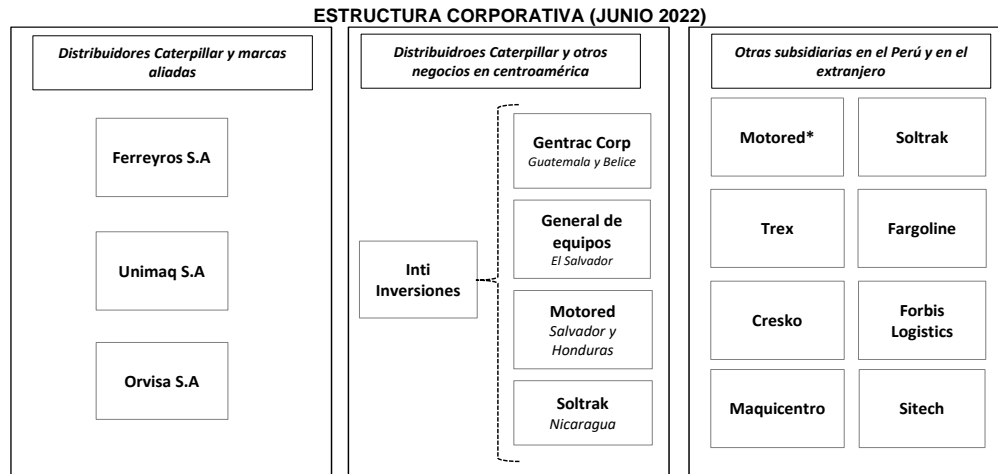 ESTRUCTURA CORPORATIVA (JUNIO 2022)
Distribuidores Caterpillar y marcas
aliadas
Ferreyros S.A
Unimaq S.A
Orvisa S.A
Distribuidroes Caterpillar y otros
negocios en centroamérica
Inti
Inversiones
Gentrac Corp
Guatemala y Belice
General de
equipos
El Salvador
Motored
Salvador y
Honduras
Soltrak
Nicaragua
Otras subsidiarias en el Perú y en el
extranjero
Motored*
Soltrak
Trex
Fargoline
Cresko
Forbis
Logistics
Maquicentro
Sitech